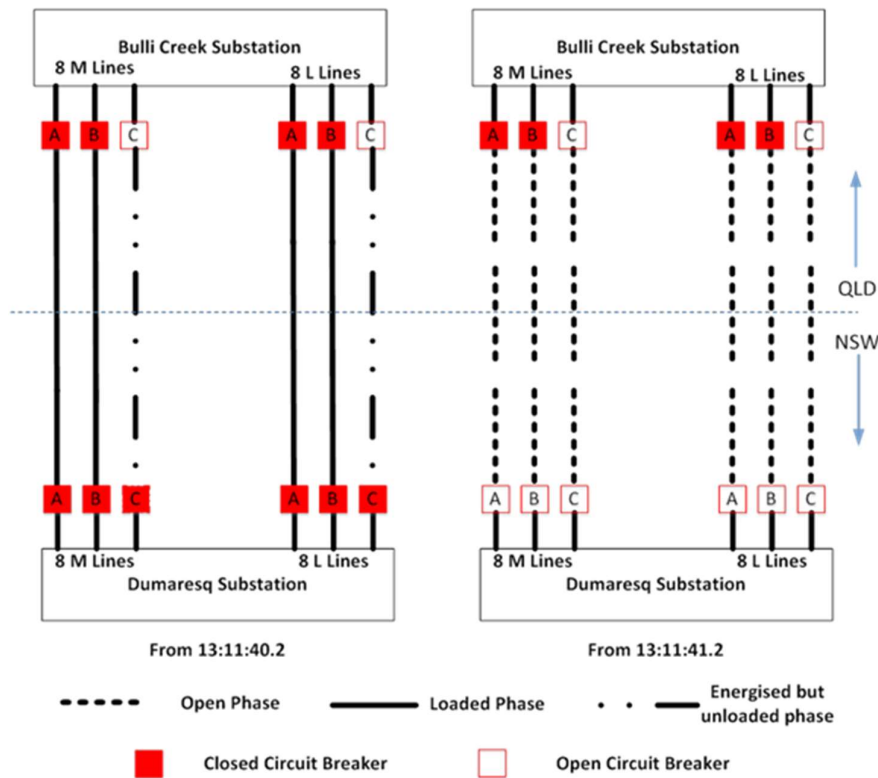 Bulli Creek Substation
8 M Lines 8 L Lines
A B C A B C
A B C A B C
8 M Lines 8 L Lines
Dumaresq Substation
From 13:11:40.2
Bulli Creek Substation
8 M Lines 8 L Lines
A B C A B C
QLD
NSW
A B C A B C
8 M Lines 8 L Lines
Dumaresq Substation
From 13:11:41.2
Open Phase
Loaded Phase
Energised but
unloaded phase
Closed Circuit Breaker
Open Circuit Breaker